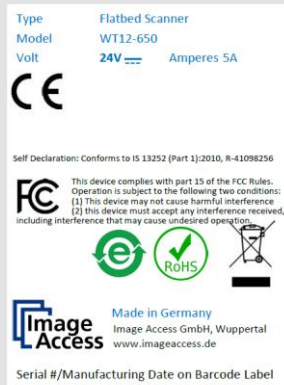 Type Flatbed Scanner
Model WT12-650
Volt 24V Amperes 5A
CE
Self Declaration: Conforms to IS 13252 (Part 1):2010, R-41098256
FC This device complies with part 15 of the FCC Rules.
Operation is subject to the following two conditions:
(1) This device may not cause harmful interference
(2) this device must accept any interference received,
including interference that may cause undesired operation.
e
RoHS
Image Access
Made in Germany
Image Access GmbH, Wuppertal
www.imageaccess.de
Serial #/Manufacturing Date on Barcode Label